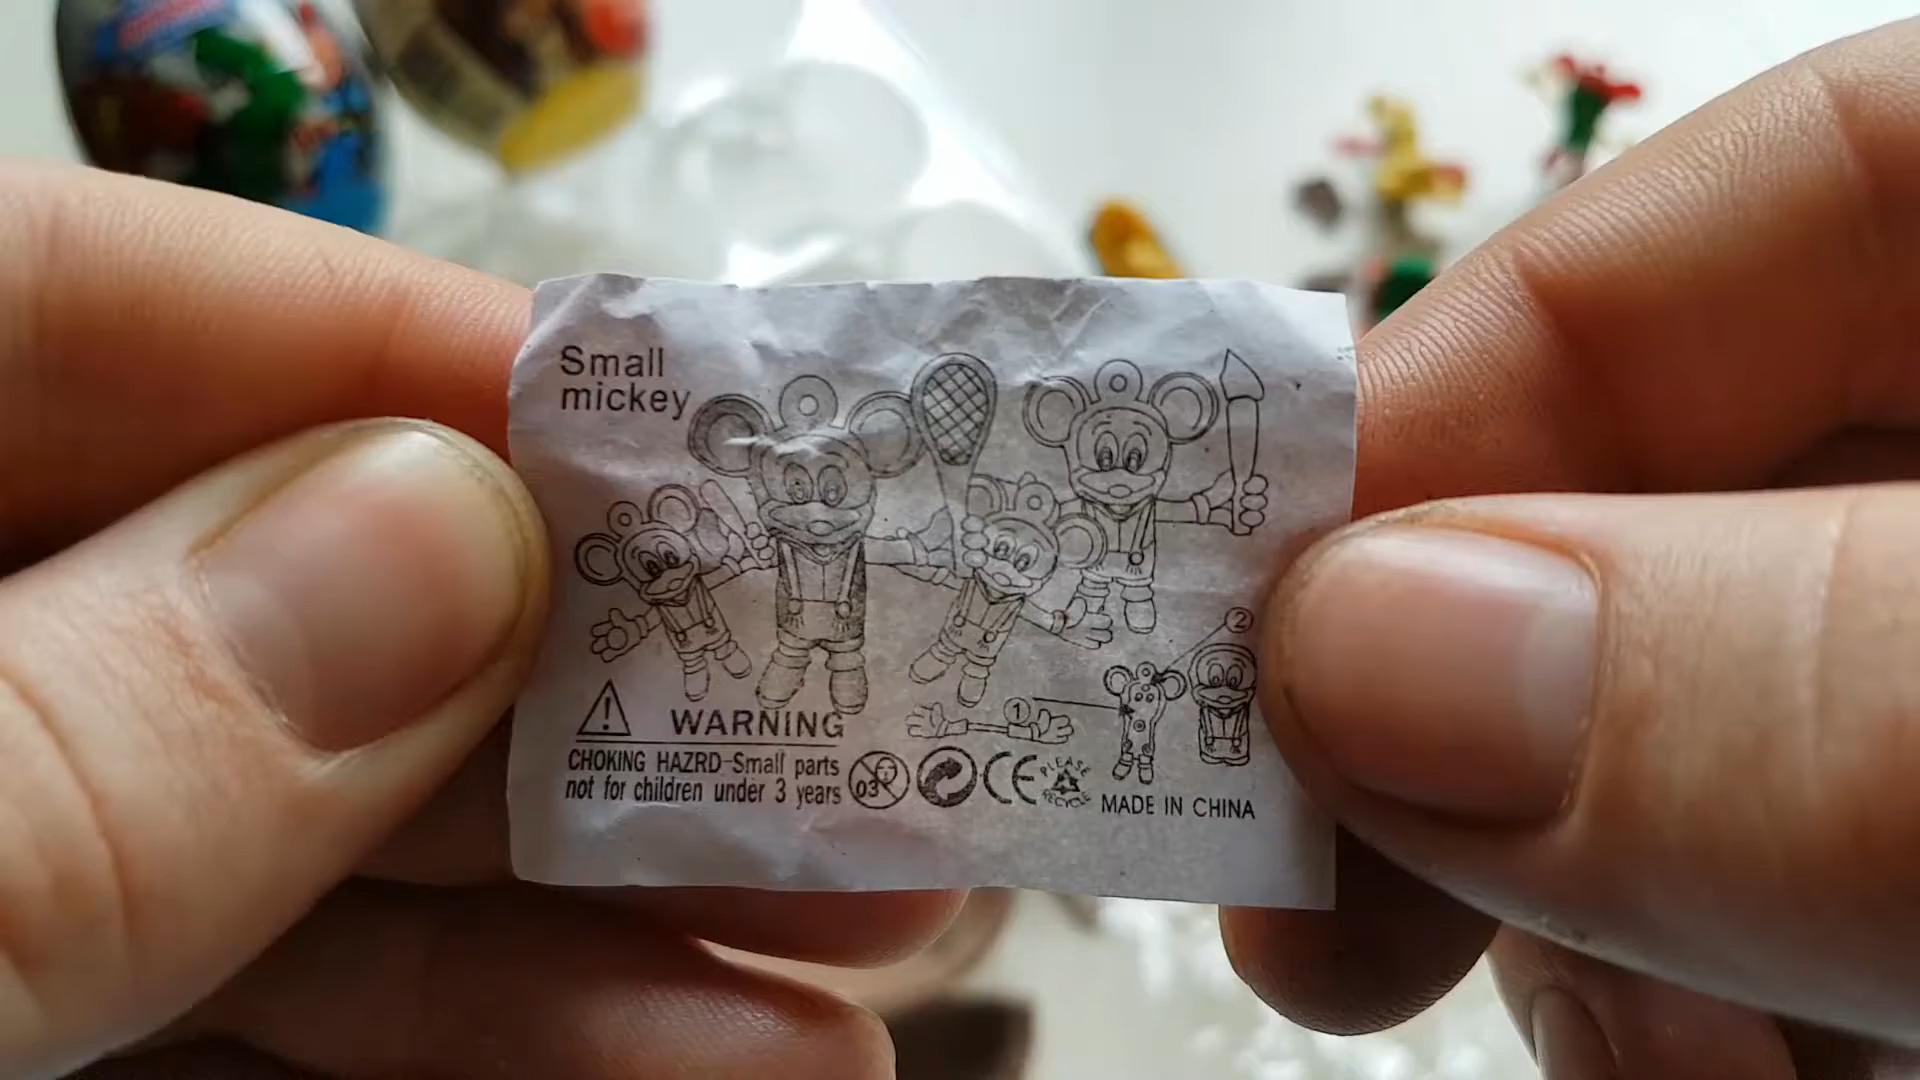 Small
mickey
②
①
WARNING
CHOKING HAZRD-Small parts
not for children under 3 years
03
CE
PLEASE
RECYCLE
MADE IN CHINA